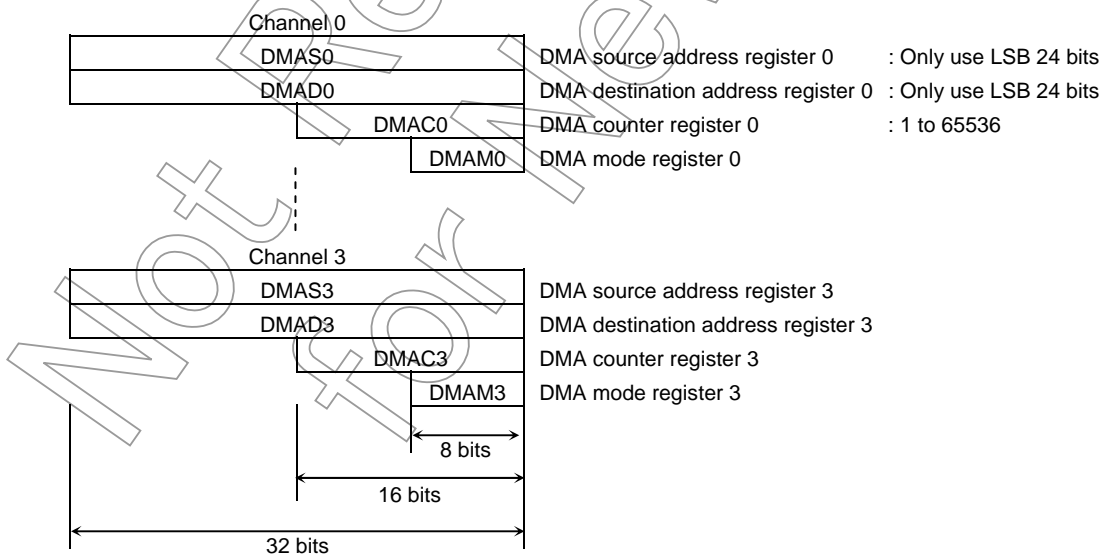 Channel 0
DMAS0 DMA source address register 0 : Only use LSB 24 bits
DMAD0 DMA destination address register 0 : Only use LSB 24 bits
DMAC0 DMA counter register 0 : 1 to 65536
DMAM0 DMA mode register 0
Channel 3
DMAS3 DMA source address register 3
DMAD3 DMA destination address register 3
DMAC3 DMA counter register 3
DMAM3 DMA mode register 3
8 bits
16 bits
32 bits
Not
for